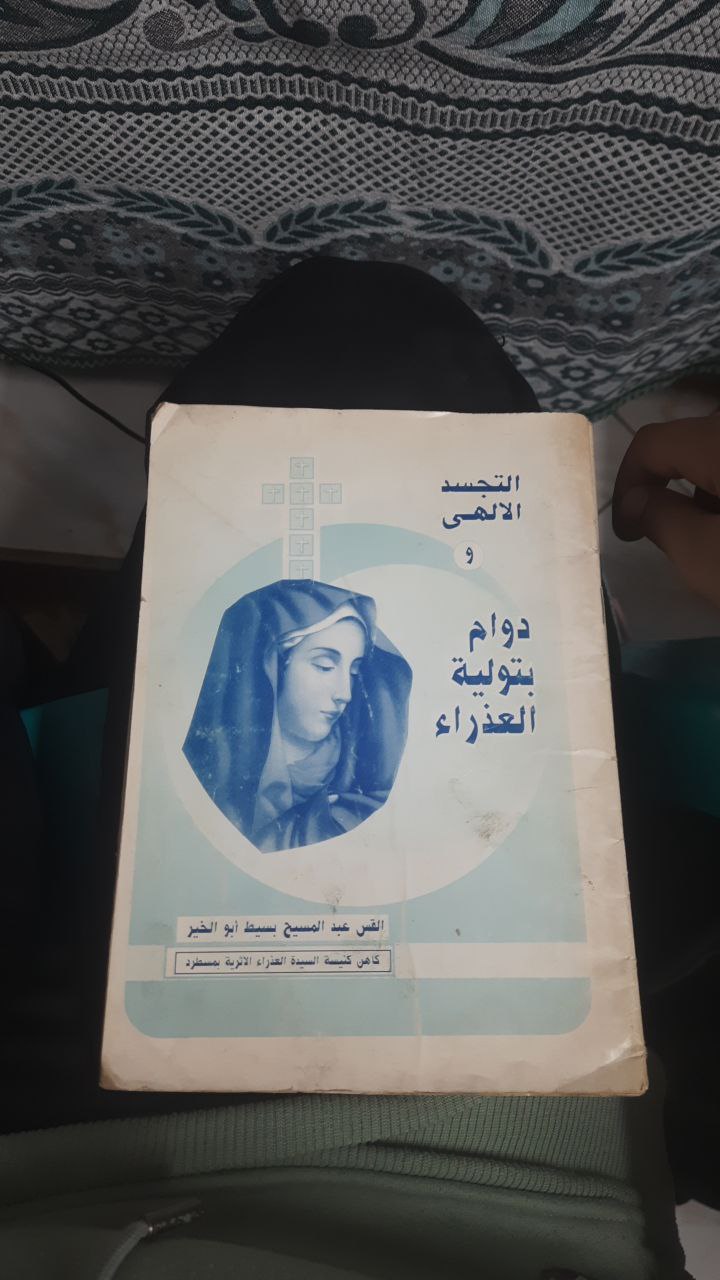 التجسد
الالهى
و
دوام
بتولية
العذراء
القس عبد المسيح بسيط أبو الخير
كاهن كنيسة السيدة العذراء الاثرية بمسطرد